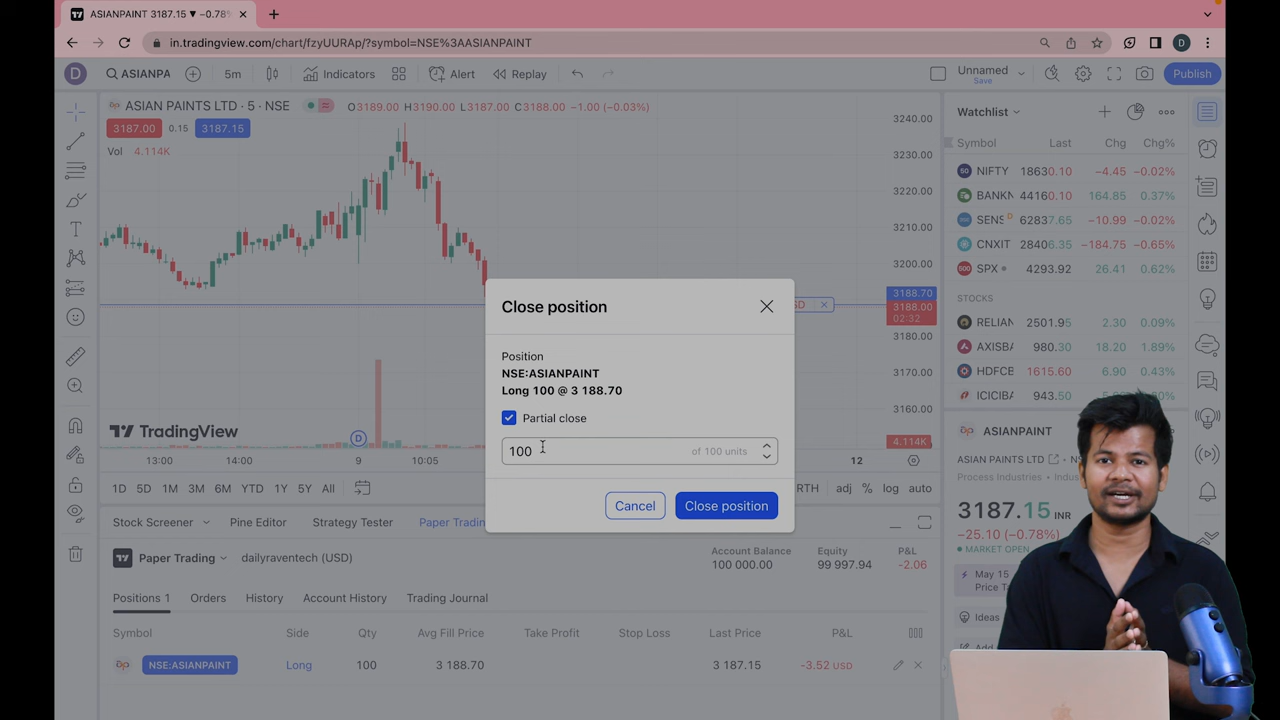 ASIANPAINT 3187.15 ▼ −0.78%
in.tradingview.com/chart/fzyUURAp/?symbol=NSE%3AASIANPAINT
D
D
ASIANPA
5m
Indicators
Alert
Replay
Unnamed
Save
Publish
ASIAN PAINTS LTD · 5 · NSE
O3189.00 H3190.00 L3187.00 C3188.00 −1.00 (−0.03%)
3187.00
0.15
3187.15
Vol 4.114K
3240.00
3230.00
3220.00
3210.00
3200.00
3188.70
3188.00
02:32
3180.00
3170.00
3160.00
4.114K
TradingView
D
13:00
14:00
9
10:05
12
1D 5D 1M 3M 6M YTD 1Y 5Y All
RTH adj % log auto
Close position
Position
NSE:ASIANPAINT
Long 100 @ 3 188.70
Partial close
100
of 100 units
Cancel
Close position
Stock Screener
Pine Editor
Strategy Tester
Paper Tradin
Paper Trading
dailyraventech (USD)
Account Balance
100 000.00
Equity
99 997.94
P&L
-2.06
Positions 1
Orders
History
Account History
Trading Journal
Symbol Side Qty Avg Fill Price Take Profit Stop Loss Last Price P&L
NSE:ASIANPAINT Long 100 3 188.70 3 187.15 -3.52 USD
Watchlist
Symbol Last Chg Chg%
NIFTY 18630.10 −4.45 −0.02%
BANKN 44160.10 164.85 0.37%
SENS D 62837.65 −10.99 −0.02%
CNXIT 28406.35 −184.75 −0.65%
SPX 4293.92 26.41 0.62%
STOCKS
RELIAN 2501.95 2.30 0.09%
AXISBA 980.30 18.20 1.89%
HDFCB 1615.60 6.90 0.43%
ICICIBA 943.50
ASIANPAINT
ASIAN PAINTS LTD
Process Industries
3187.15 INR
−25.10 (−0.78%)
MARKET OPEN
May 15
Ideas